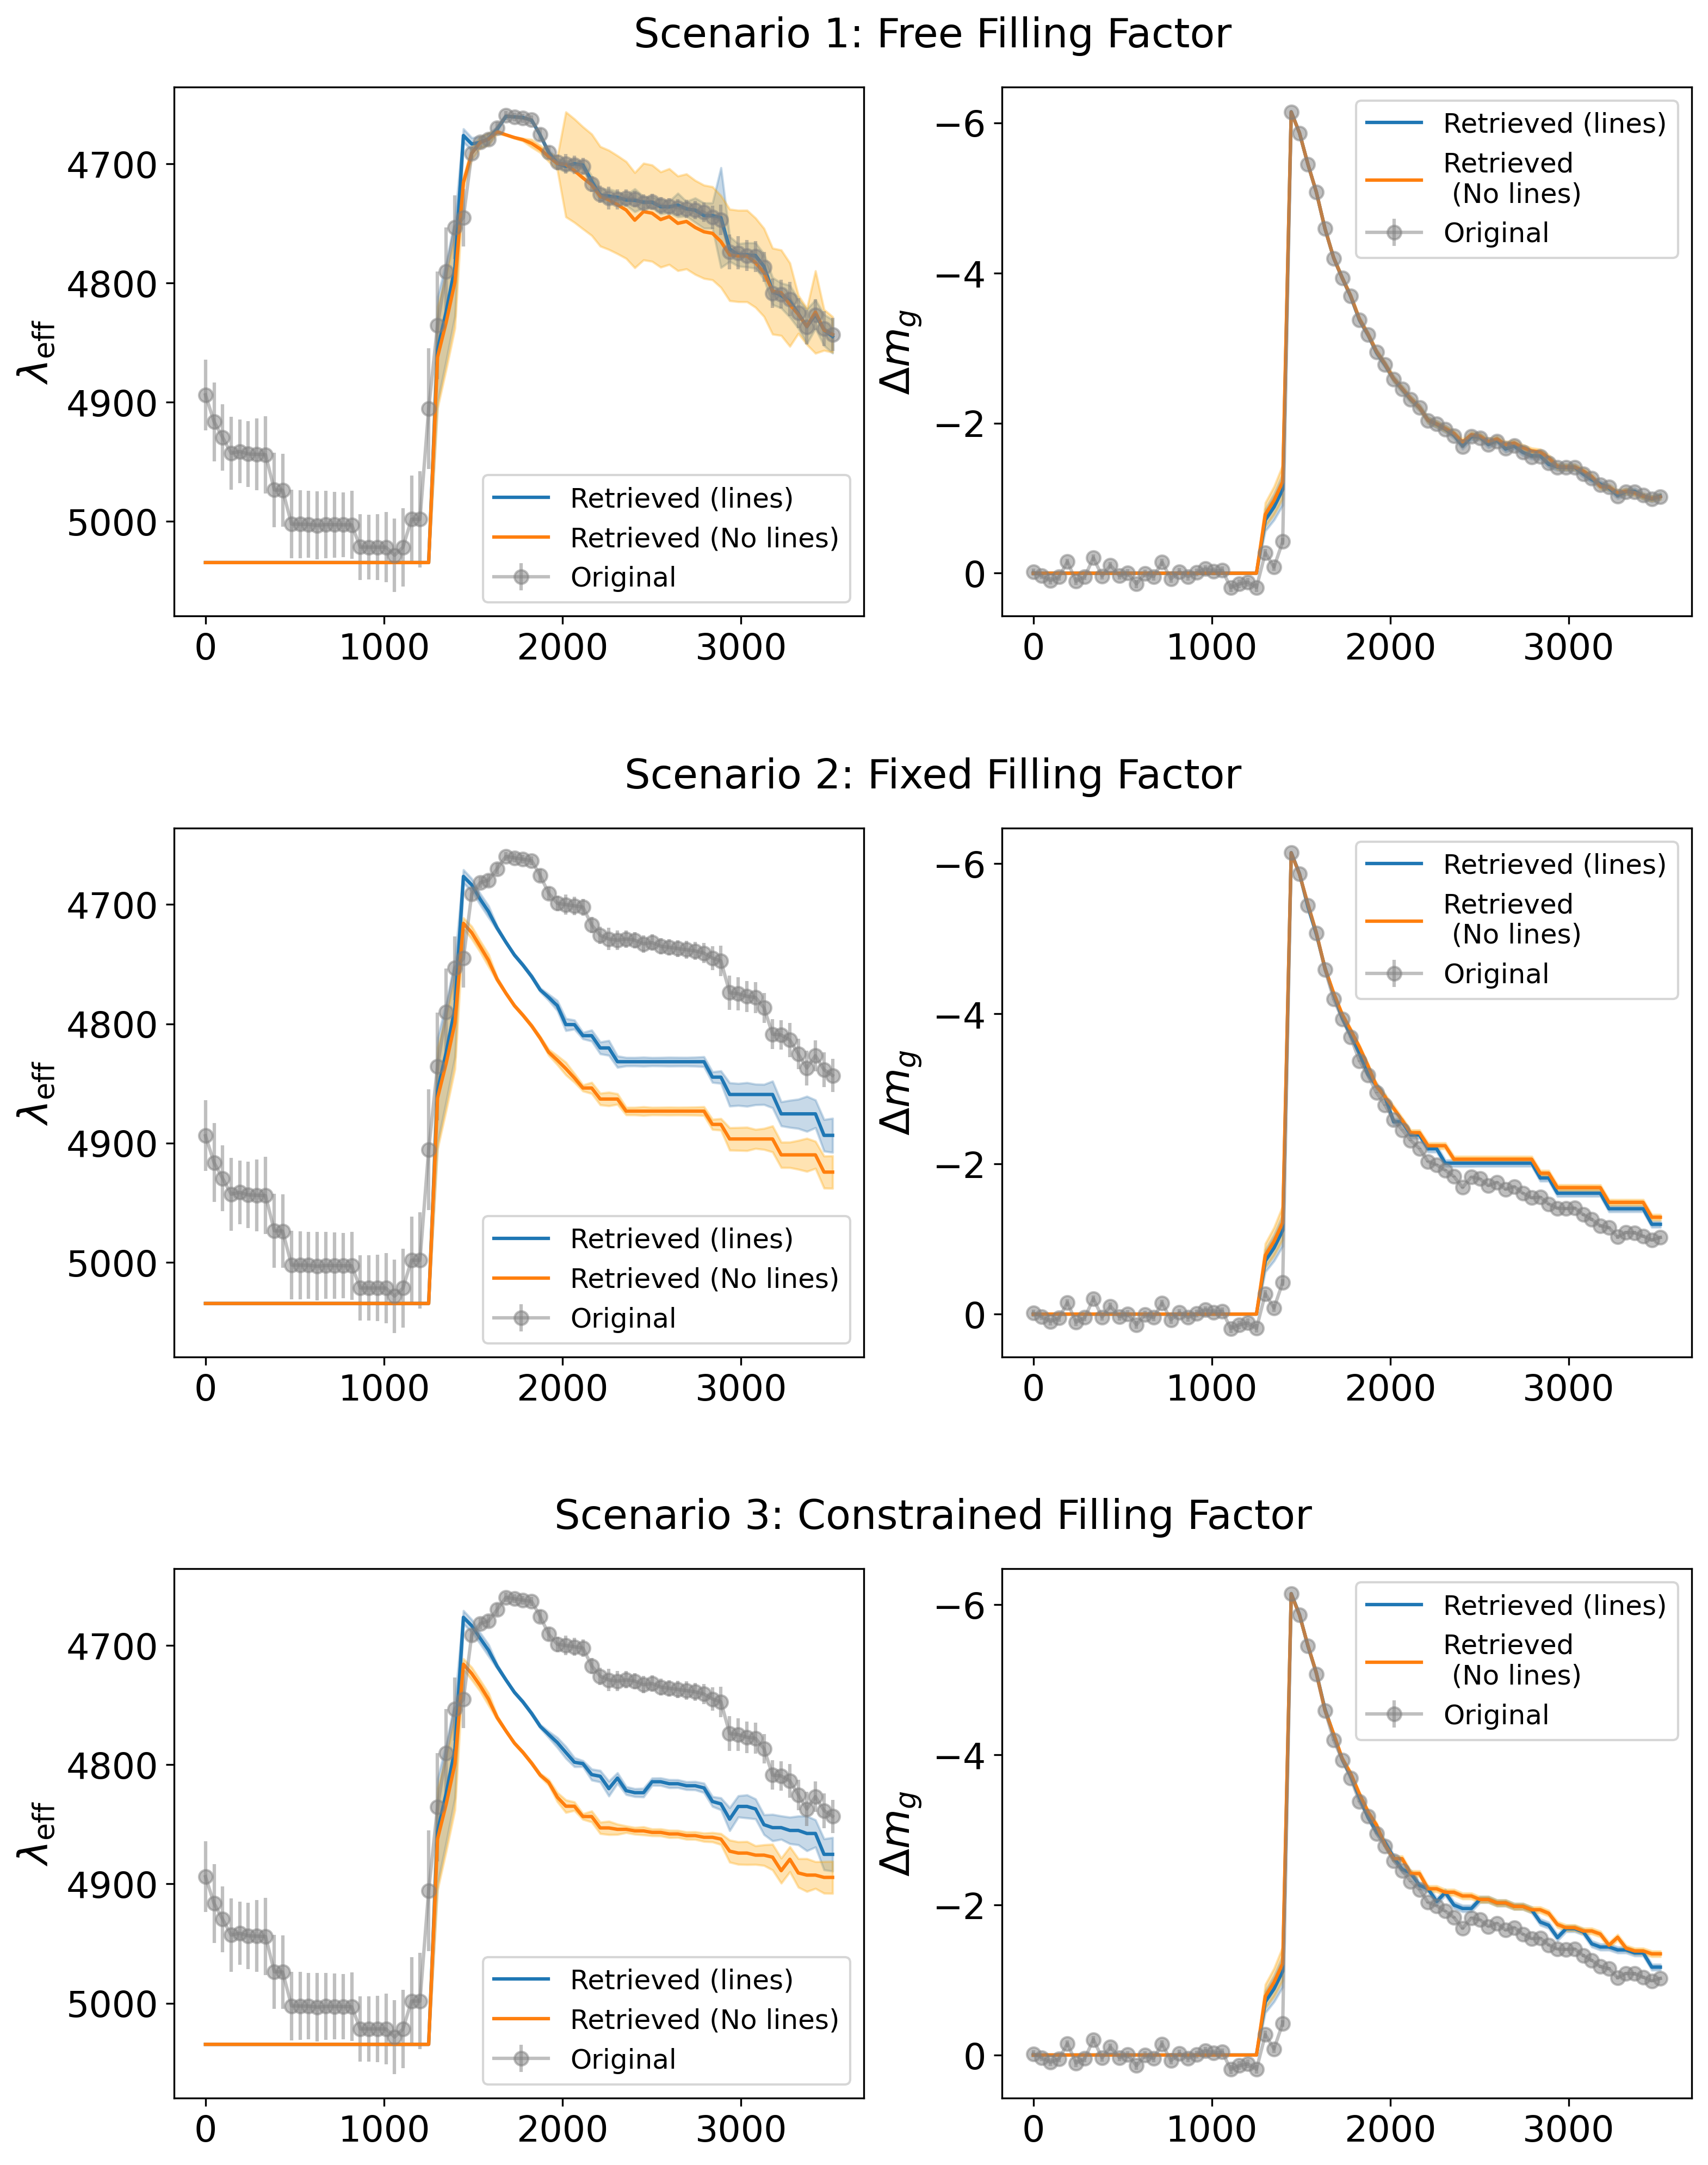 Scenario 1: Free Filling Factor
λeff
4700
4800
4900
5000
0 1000 2000 3000
Retrieved (lines)
Retrieved (No lines)
Original
Δmg
−6
−4
−2
0
0 1000 2000 3000
Retrieved (lines)
Retrieved
(No lines)
Original
Scenario 2: Fixed Filling Factor
λeff
4700
4800
4900
5000
0 1000 2000 3000
Retrieved (lines)
Retrieved (No lines)
Original
Δmg
−6
−4
−2
0
0 1000 2000 3000
Retrieved (lines)
Retrieved
(No lines)
Original
Scenario 3: Constrained Filling Factor
λeff
4700
4800
4900
5000
0 1000 2000 3000
Retrieved (lines)
Retrieved (No lines)
Original
Δmg
−6
−4
−2
0
0 1000 2000 3000
Retrieved (lines)
Retrieved
(No lines)
Original